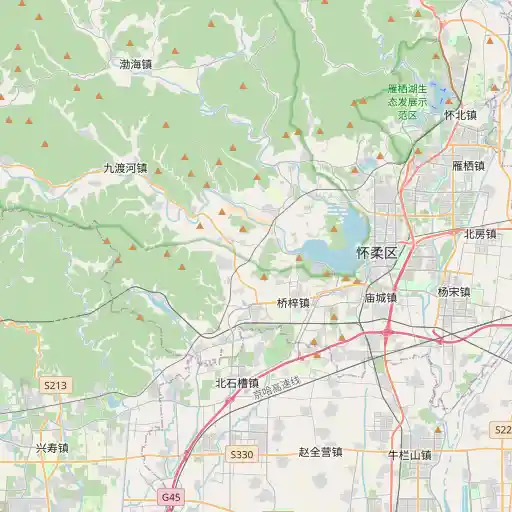 渤海镇
雁栖湖生
态发展示
范区
怀北镇
九渡河镇
雁栖镇
北房镇
怀柔区
杨宋镇
庙城镇
桥梓镇
S213
北石槽镇
京哈高速线
S22
兴寿镇
S330
赵全营镇
牛栏山镇
G45